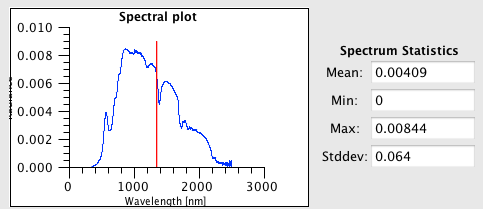 Spectral plot
0.010
0.008
0.006
0.004
0.002
0.000
0
1000
2000
3000
Wavelength [nm]
Spectrum Statistics
Mean: 0.00409
Min: 0
Max: 0.00844
Stddev: 0.064